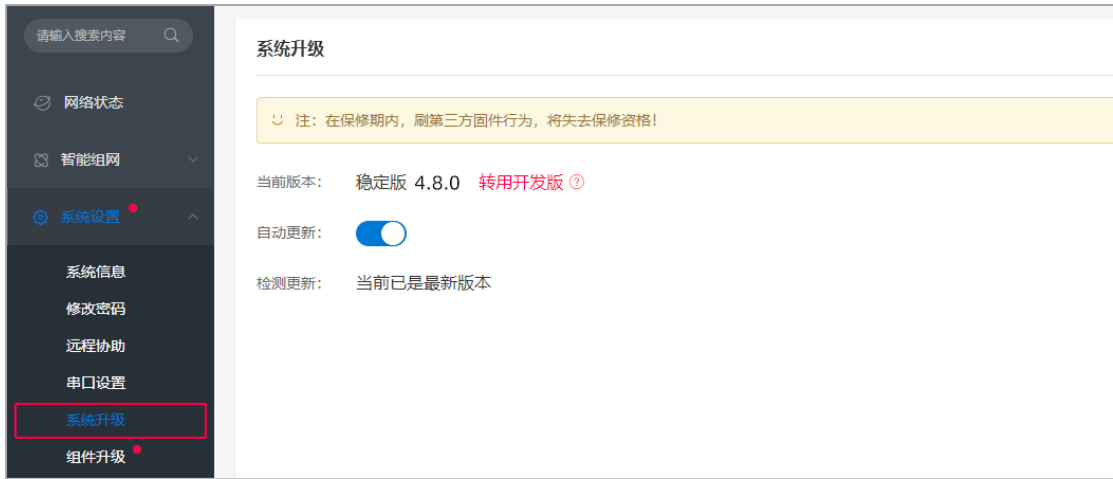 请输入搜索内容
网络状态
智能组网
系统设置
系统信息
修改密码
远程协助
串口设置
系统升级
组件升级
系统升级
注：在保修期内，刷第三方固件行为，将失去保修资格！
当前版本： 稳定版 4.8.0 转用开发版 ?
自动更新：
检测更新： 当前已是最新版本